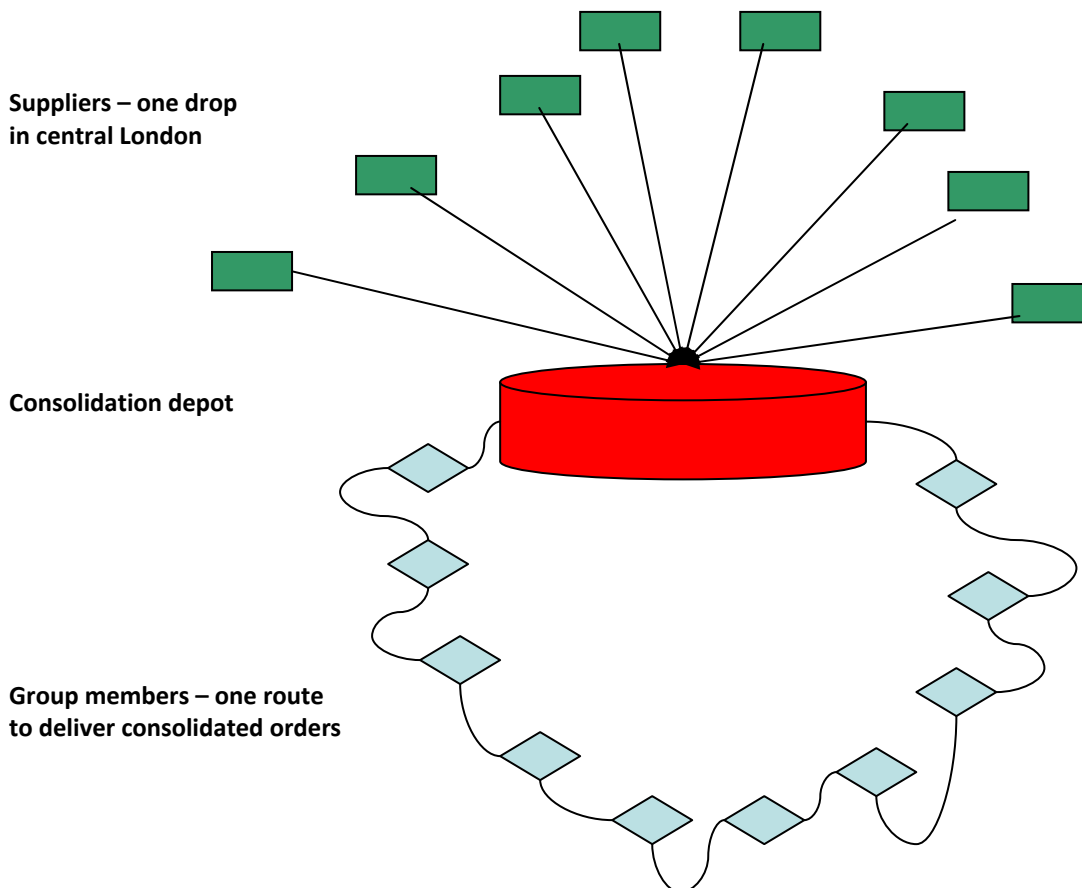 Suppliers – one drop
in central London
Consolidation depot
Group members – one route
to deliver consolidated orders